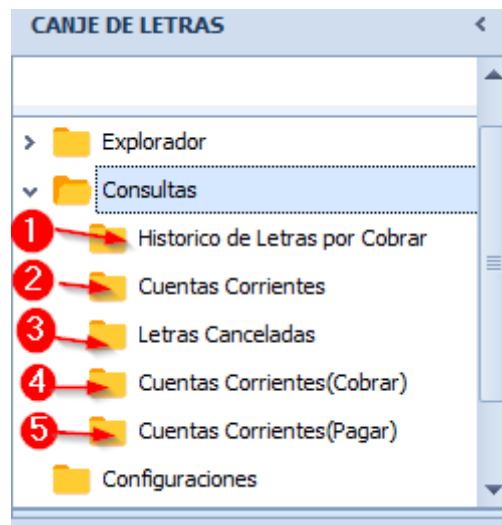 CANJE DE LETRAS
Explorador
Consultas
1 Historico de Letras por Cobrar
2 Cuentas Corrientes
3 Letras Canceladas
4 Cuentas Corrientes(Cobrar)
5 Cuentas Corrientes(Pagar)
Configuraciones